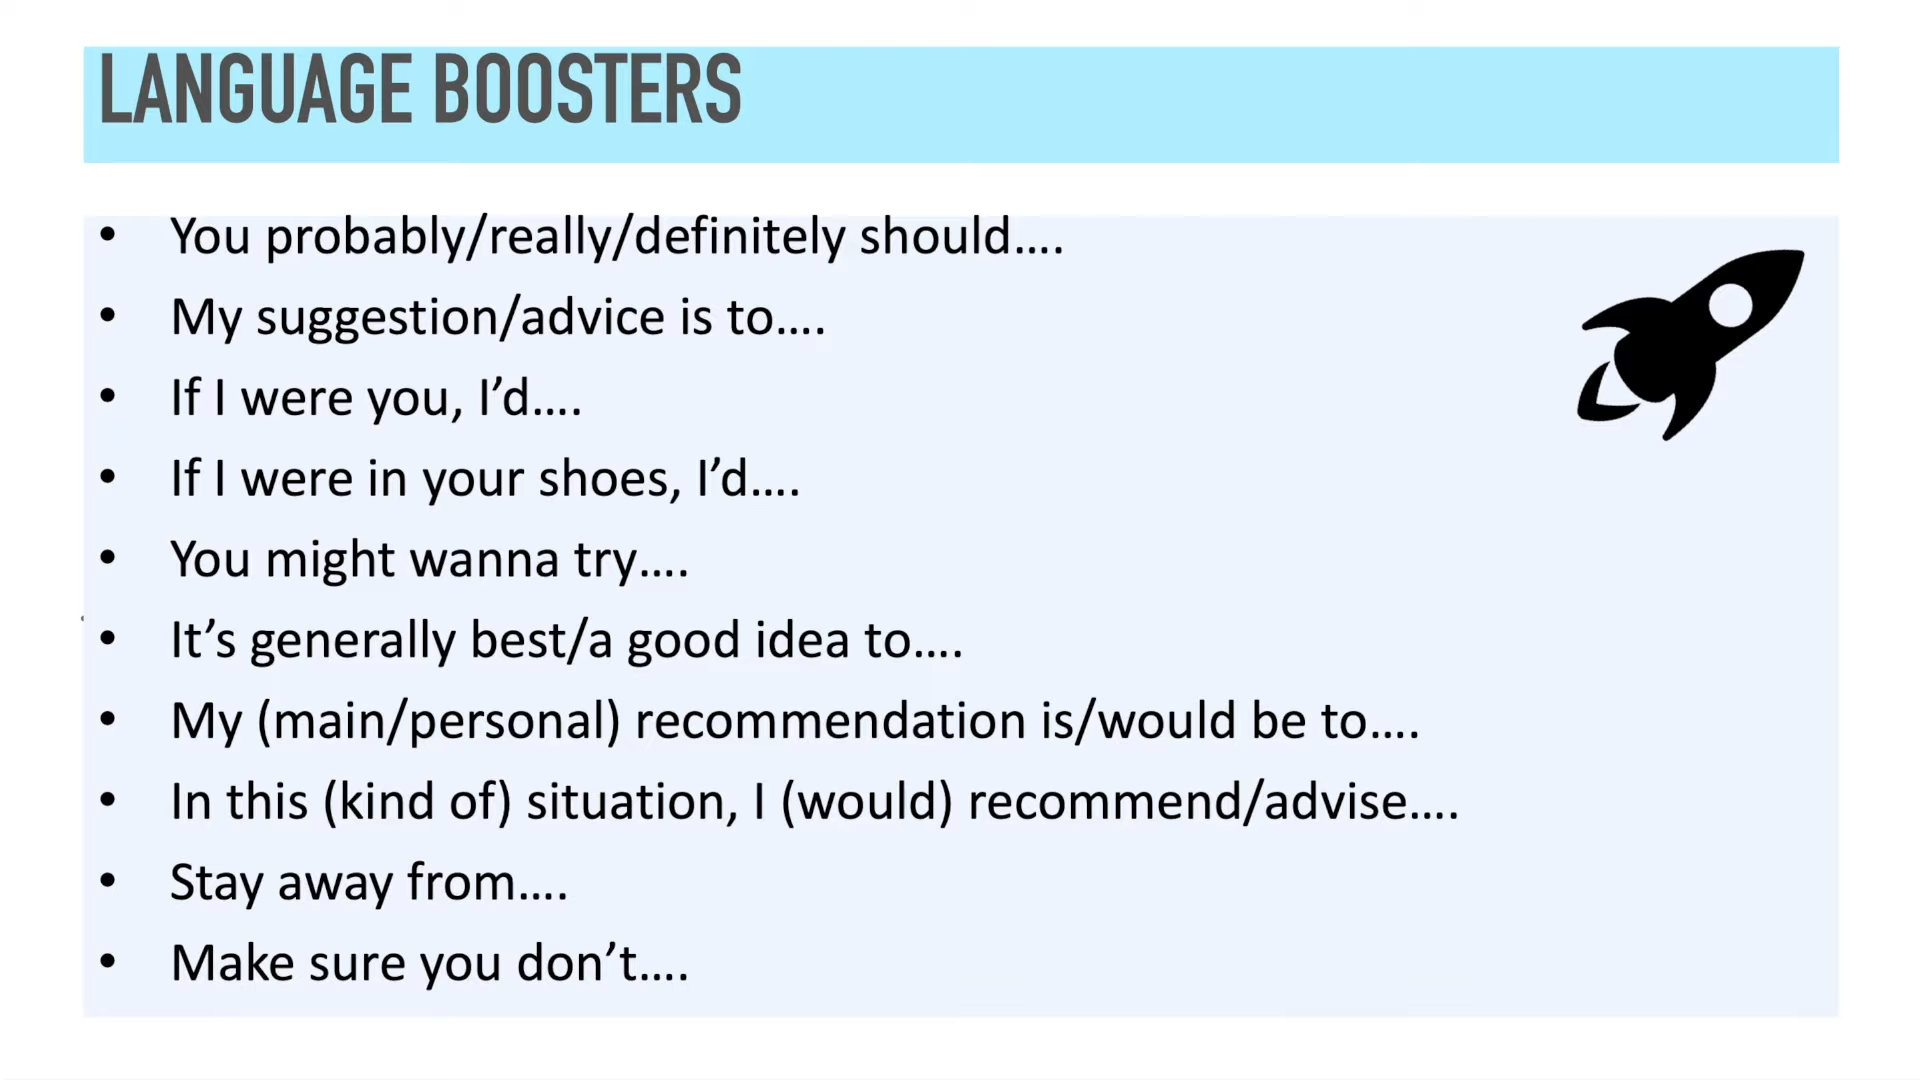 LANGUAGE BOOSTERS
• You probably/really/definitely should….
• My suggestion/advice is to….
• If I were you, I’d….
• If I were in your shoes, I’d….
• You might wanna try….
• It’s generally best/a good idea to….
• My (main/personal) recommendation is/would be to….
• In this (kind of) situation, I (would) recommend/advise….
• Stay away from….
• Make sure you don’t….